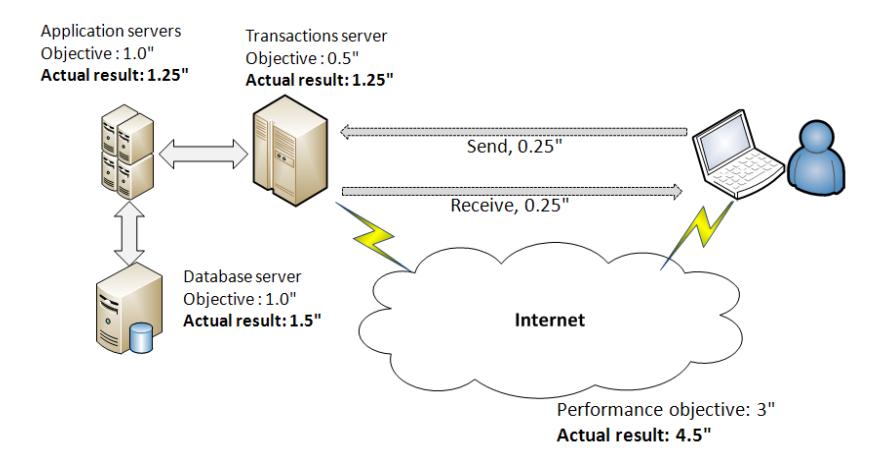 Application servers
Objective : 1.0"
Actual result: 1.25"
Transactions server
Objective : 0.5"
Actual result: 1.25"
Send, 0.25"
Receive, 0.25"
Database server
Objective : 1.0"
Actual result: 1.5"
Internet
Performance objective: 3"
Actual result: 4.5"